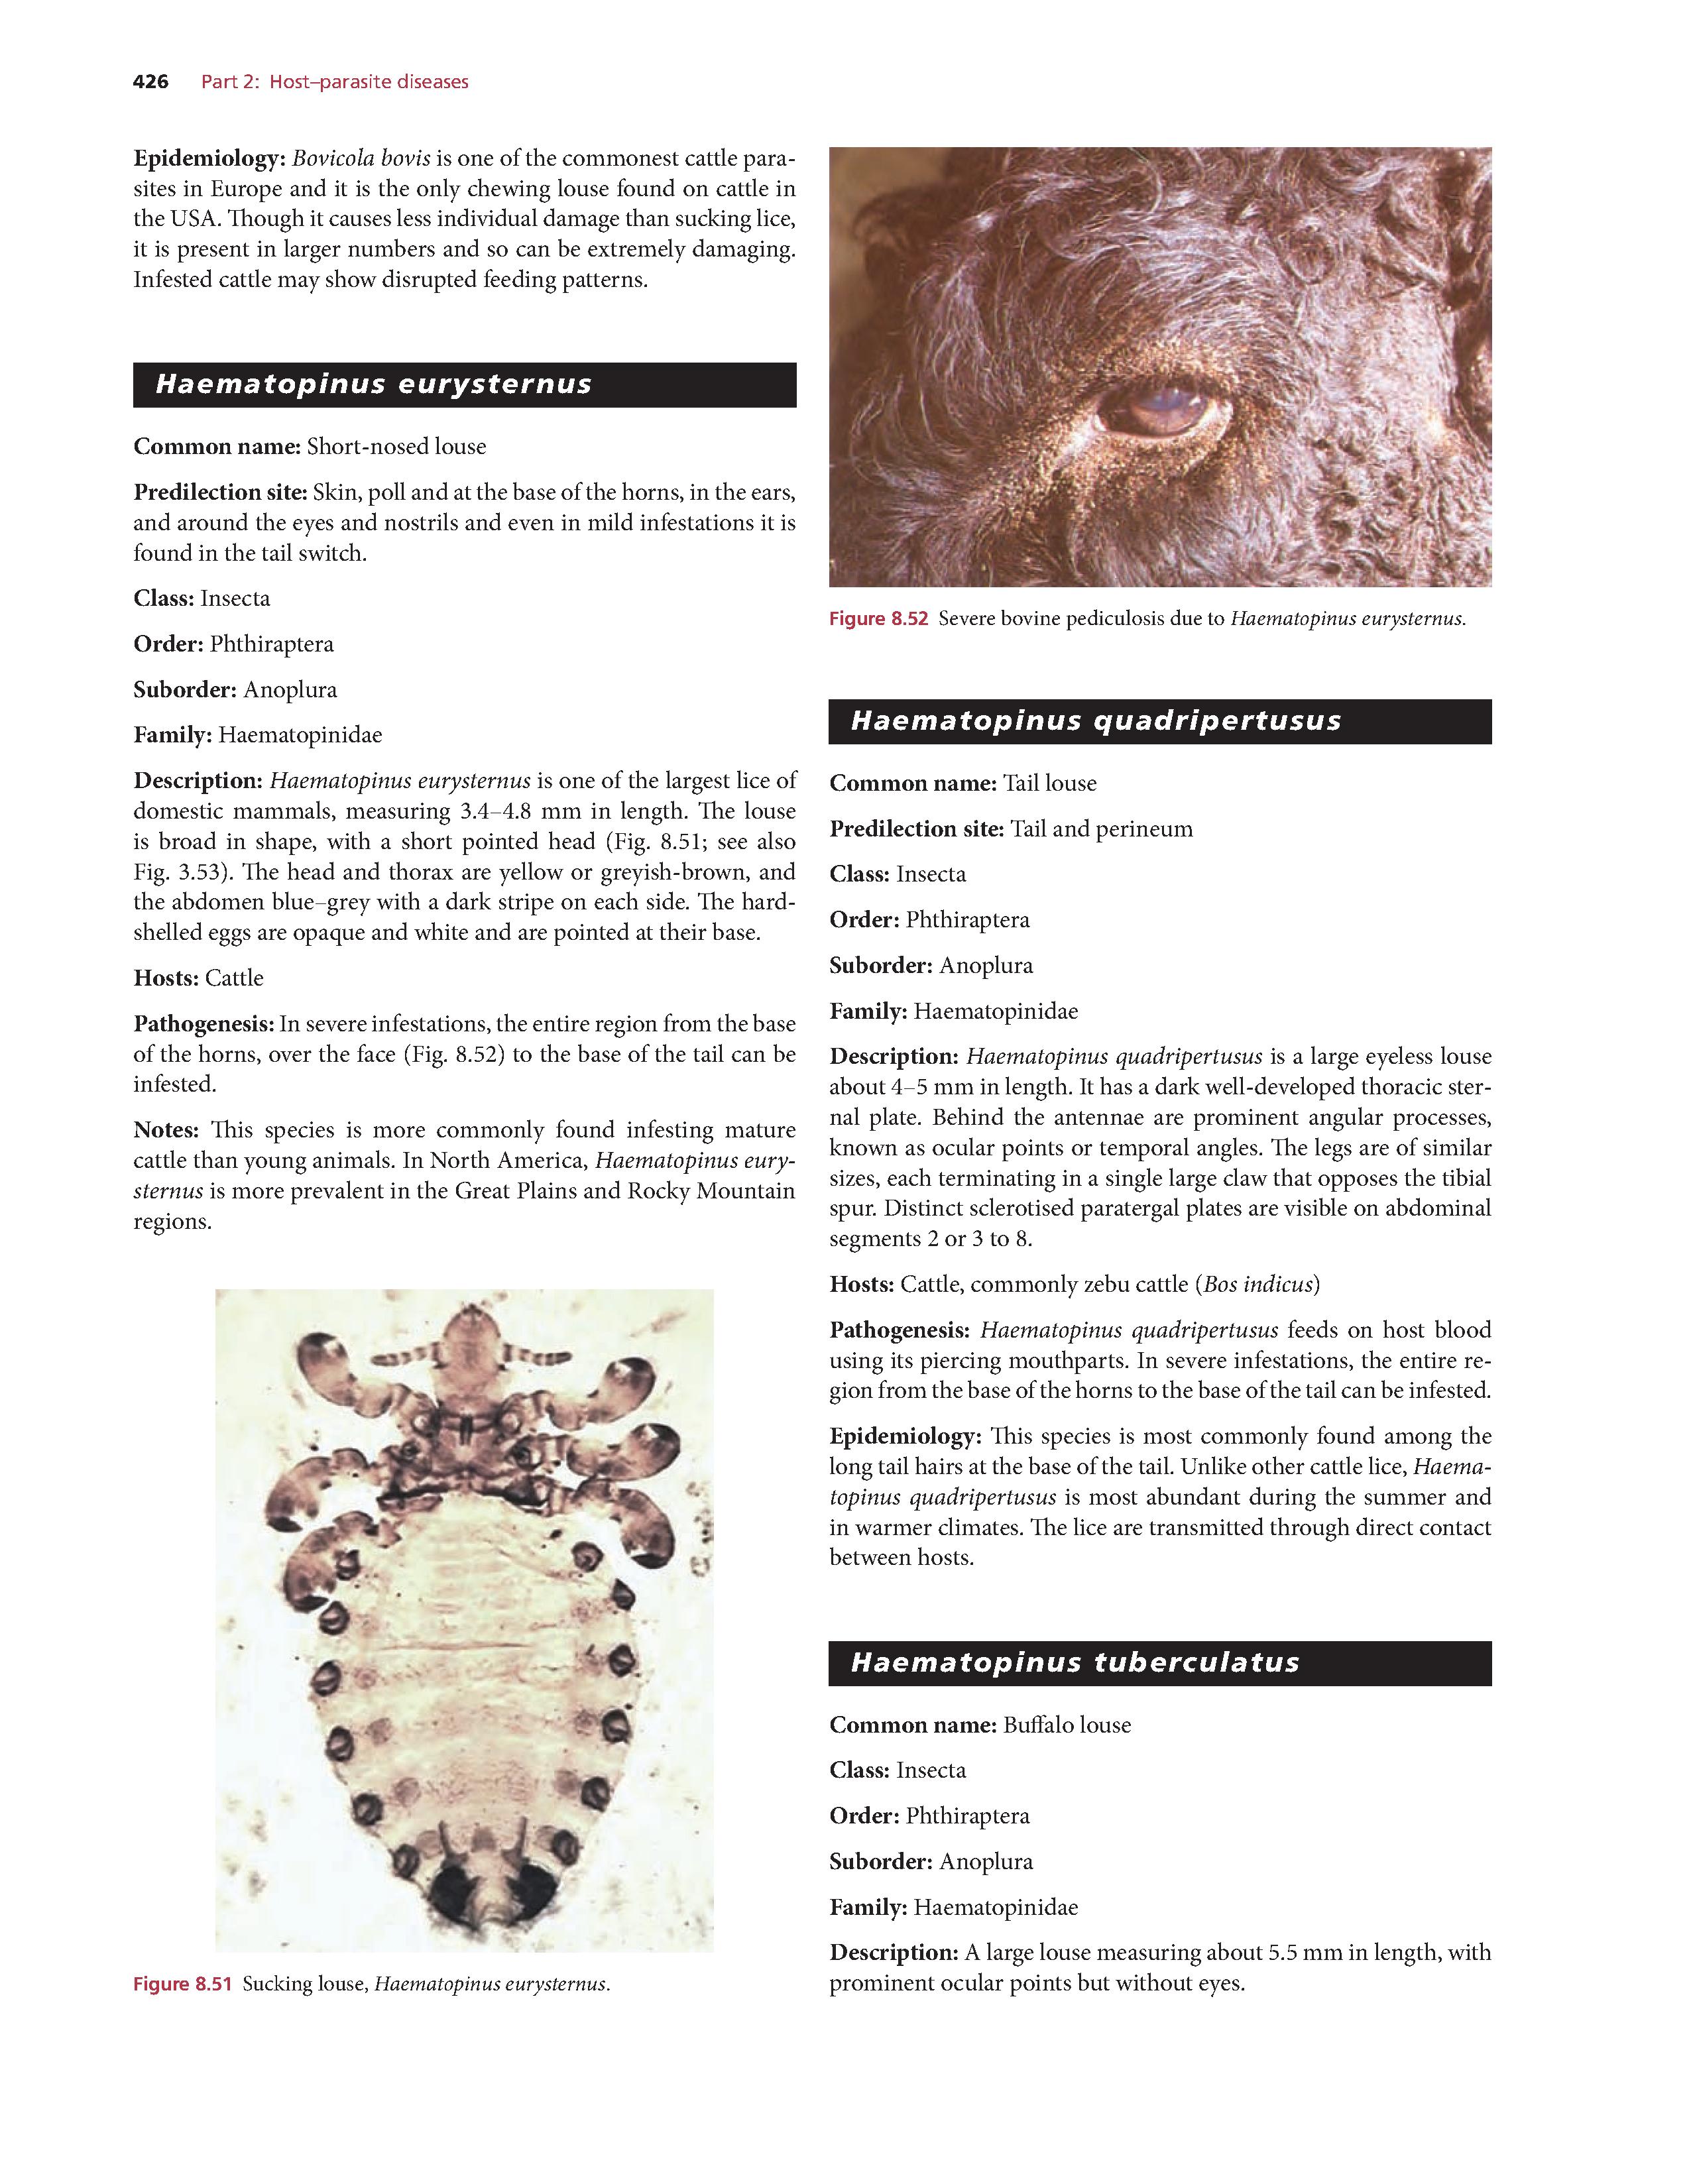 426 Part 2: Host–parasite diseases
Epidemiology: Bovicola bovis is one of the commonest cattle para-
sites in Europe and it is the only chewing louse found on cattle in
the USA. Though it causes less individual damage than sucking lice,
it is present in larger numbers and so can be extremely damaging.
Infested cattle may show disrupted feeding patterns.
Haematopinus eurysternus
Common name: Short-nosed louse
Predilection site: Skin, poll and at the base of the horns, in the ears,
and around the eyes and nostrils and even in mild infestations it is
found in the tail switch.
Class: Insecta
Order: Phthiraptera
Suborder: Anoplura
Family: Haematopinidae
Description: Haematopinus eurysternus is one of the largest lice of
domestic mammals, measuring 3.4–4.8 mm in length. The louse
is broad in shape, with a short pointed head (Fig. 8.51; see also
Fig. 3.53). The head and thorax are yellow or greyish-brown, and
the abdomen blue–grey with a dark stripe on each side. The hard-
shelled eggs are opaque and white and are pointed at their base.
Hosts: Cattle
Pathogenesis: In severe infestations, the entire region from the base
of the horns, over the face (Fig. 8.52) to the base of the tail can be
infested.
Notes: This species is more commonly found infesting mature
cattle than young animals. In North America, Haematopinus eury-
sternus is more prevalent in the Great Plains and Rocky Mountain
regions.
Figure 8.51 Sucking louse, Haematopinus eurysternus.
Figure 8.52 Severe bovine pediculosis due to Haematopinus eurysternus.
Haematopinus quadripertusus
Common name: Tail louse
Predilection site: Tail and perineum
Class: Insecta
Order: Phthiraptera
Suborder: Anoplura
Family: Haematopinidae
Description: Haematopinus quadripertusus is a large eyeless louse
about 4–5 mm in length. It has a dark well-developed thoracic ster-
nal plate. Behind the antennae are prominent angular processes,
known as ocular points or temporal angles. The legs are of similar
sizes, each terminating in a single large claw that opposes the tibial
spur. Distinct sclerotised paratergal plates are visible on abdominal
segments 2 or 3 to 8.
Hosts: Cattle, commonly zebu cattle (Bos indicus)
Pathogenesis: Haematopinus quadripertusus feeds on host blood
using its piercing mouthparts. In severe infestations, the entire re-
gion from the base of the horns to the base of the tail can be infested.
Epidemiology: This species is most commonly found among the
long tail hairs at the base of the tail. Unlike other cattle lice, Haema-
topinus quadripertusus is most abundant during the summer and
in warmer climates. The lice are transmitted through direct contact
between hosts.
Haematopinus tuberculatus
Common name: Buffalo louse
Class: Insecta
Order: Phthiraptera
Suborder: Anoplura
Family: Haematopinidae
Description: A large louse measuring about 5.5 mm in length, with
prominent ocular points but without eyes.